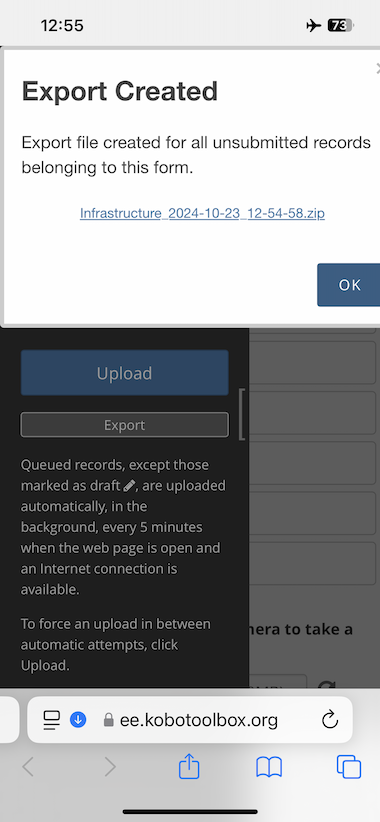 12:55
73
Export Created
Export file created for all unsubmitted records
belonging to this form.
Infrastructure_2024-10-23_12-54-58.zip
OK
Upload
Export
Queued records, except those
marked as draft , are uploaded
automatically, in the
background, every 5 minutes
when the web page is open and
an Internet connection is
available.
To force an upload in between
automatic attempts, click
Upload.
to take a
ee.kobotoolbox.org